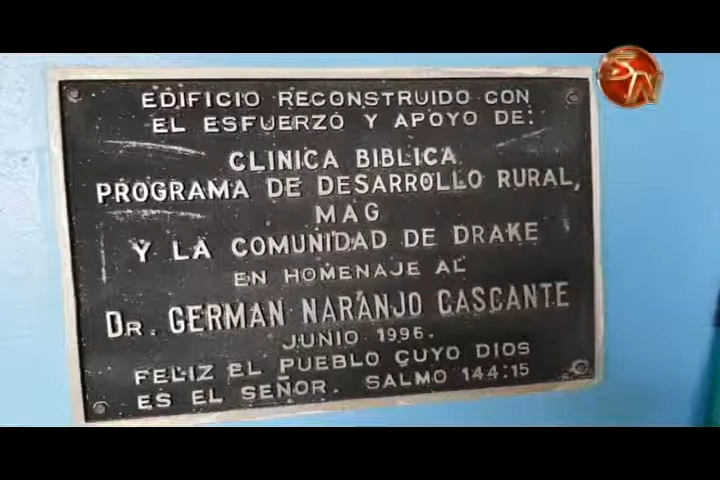 EDIFICIO RECONSTRUIDO CON
EL ESFUERZO Y APOYO DE:
CLINICA BIBLICA
PROGRAMA DE DESARROLLO RURAL,
MAG
Y LA COMUNIDAD DE DRAKE
EN HOMENAJE AL
DR. GERMAN NARANJO CASCANTE
JUNIO 1996.
FELIZ EL PUEBLO CUYO DIOS
ES EL SEÑOR. SALMO 144:15